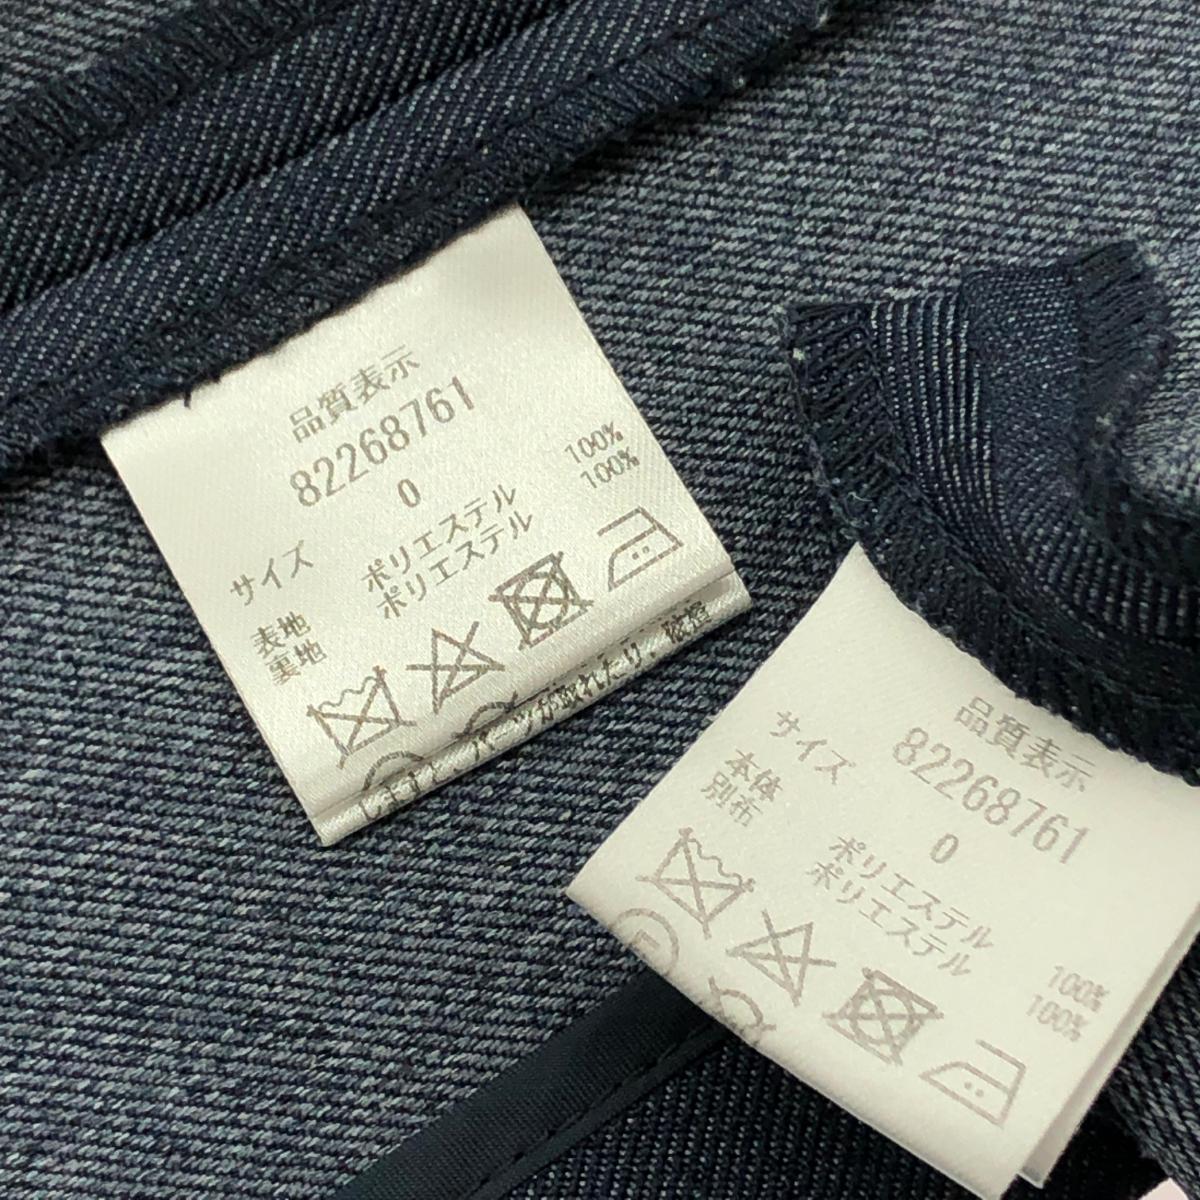 品質表示
82268761
サイズ 0
表地 ポリエステル 100%
裏地 ポリエステル 100%
品質表示
82268761
サイズ 0
本体 ポリエステル 100%
別布 ポリエステル 100%